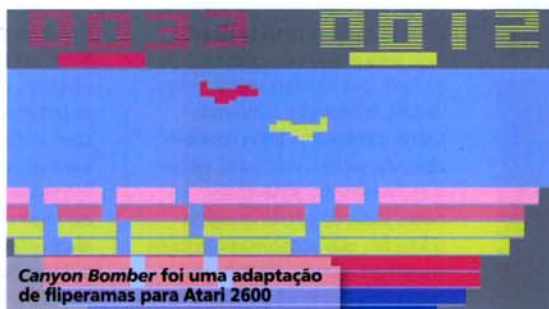 0033 0012
Canyon Bomber foi uma adaptação
de fliperamas para Atari 2600